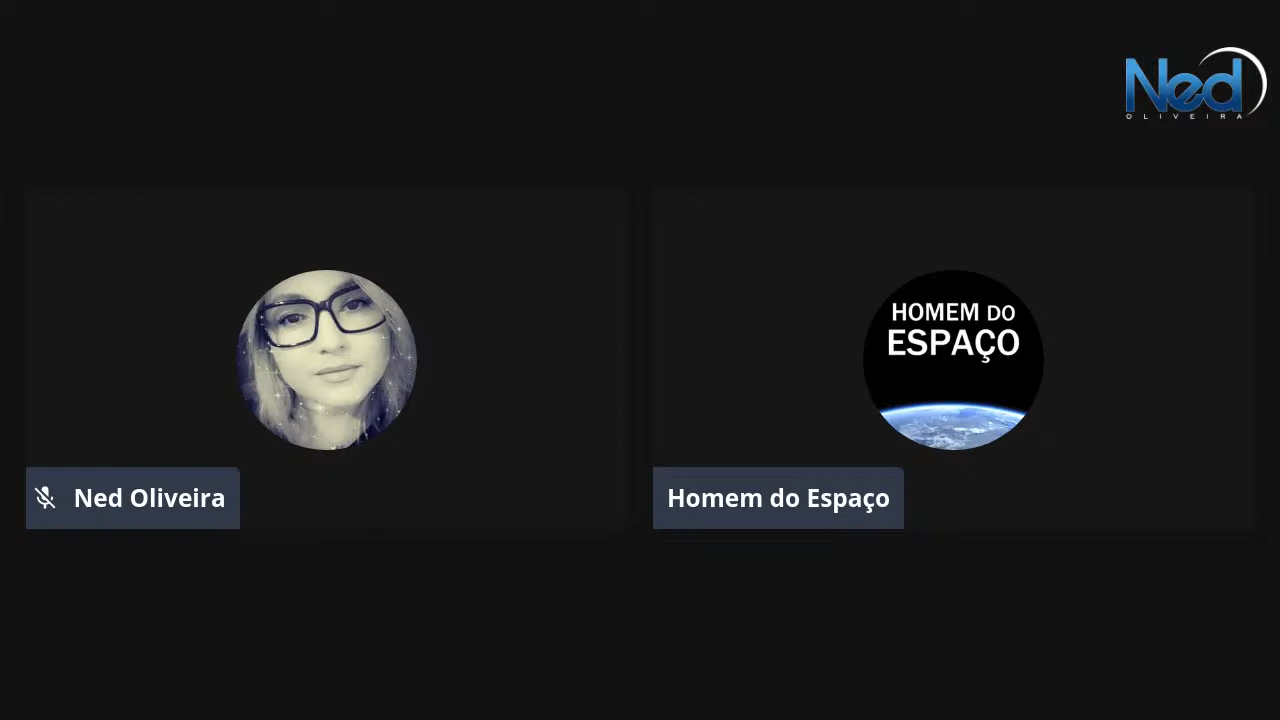 Ned
OLIVEIRA
HOMEM DO
ESPAÇO
Ned Oliveira
Homem do Espaço